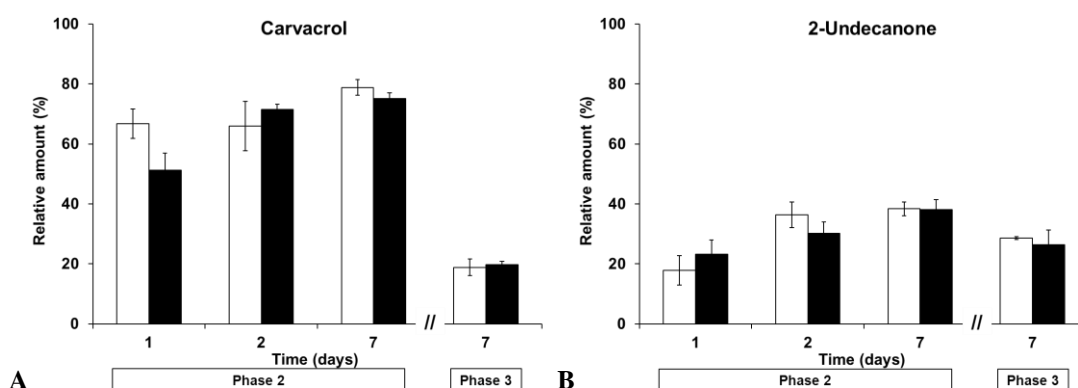 Carvacrol
Relative amount (%)
100
80
60
40
20
0
1 2 7 // 7
Time (days)
Phase 2 Phase 3
A
2-Undecanone
Relative amount (%)
100
80
60
40
20
0
1 2 7 // 7
Time (days)
Phase 2 Phase 3
B